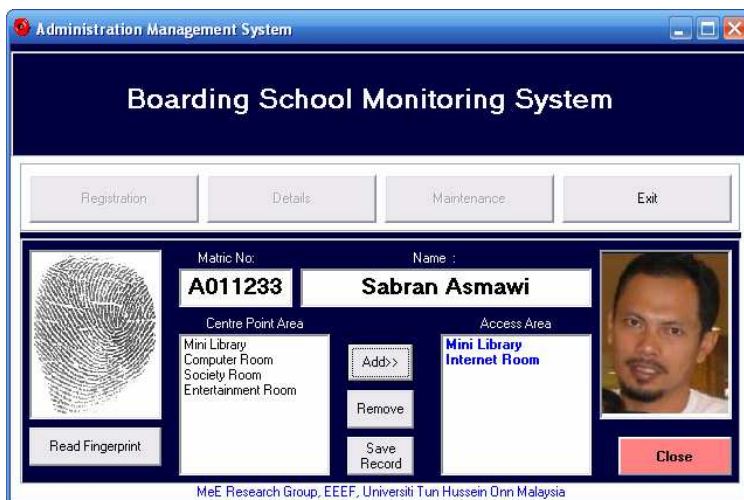 Administration Management System
Boarding School Monitoring System
Registration
Details
Maintenance
Exit
Matric No:
Name :
A011233
Sabran Asmawi
Centre Point Area
Access Area
Mini Library
Computer Room
Society Room
Entertainment Room
Add>>
Remove
Save
Record
Mini Library
Internet Room
Read Fingerprint
Close
MeE Research Group, EEEF, Universiti Tun Hussein Onn Malaysia